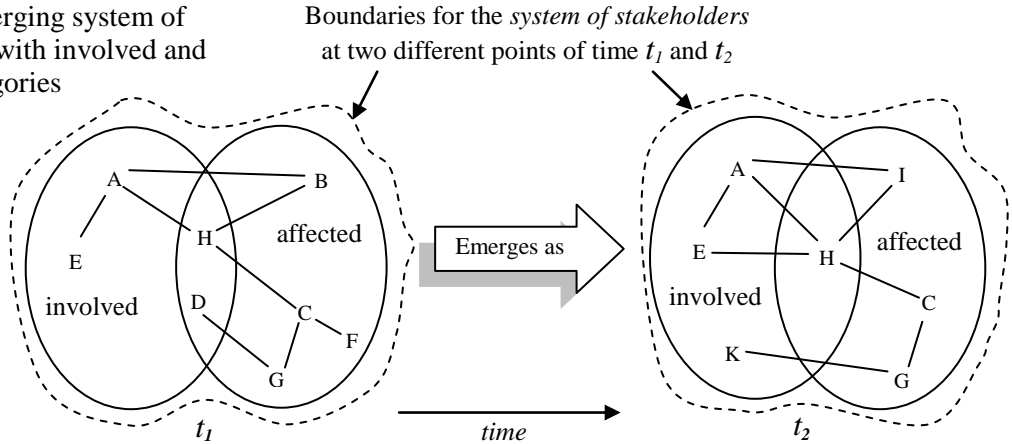 erging system of
with involved and
gories
Boundaries for the system of stakeholders
at two different points of time t1 and t2
A
B
H
affected
E
involved
D
C
F
G
t1
Emerges as
time
A
I
E
H
affected
involved
C
K
G
t2